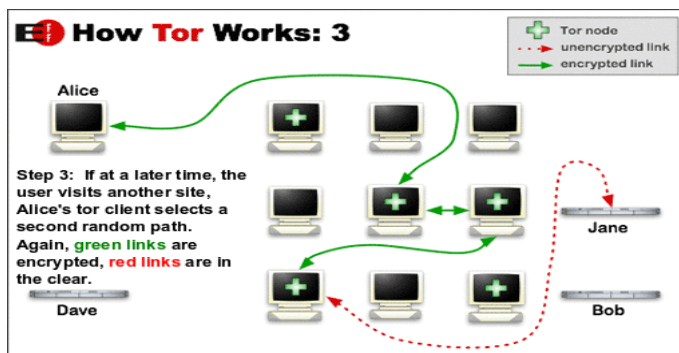 EFF How Tor Works: 3
Tor node
unencrypted link
encrypted link
Alice
Step 3: If at a later time, the
user visits another site,
Alice's tor client selects a
second random path.
Again, green links are
encrypted, red links are in
the clear.
Jane
Dave
Bob